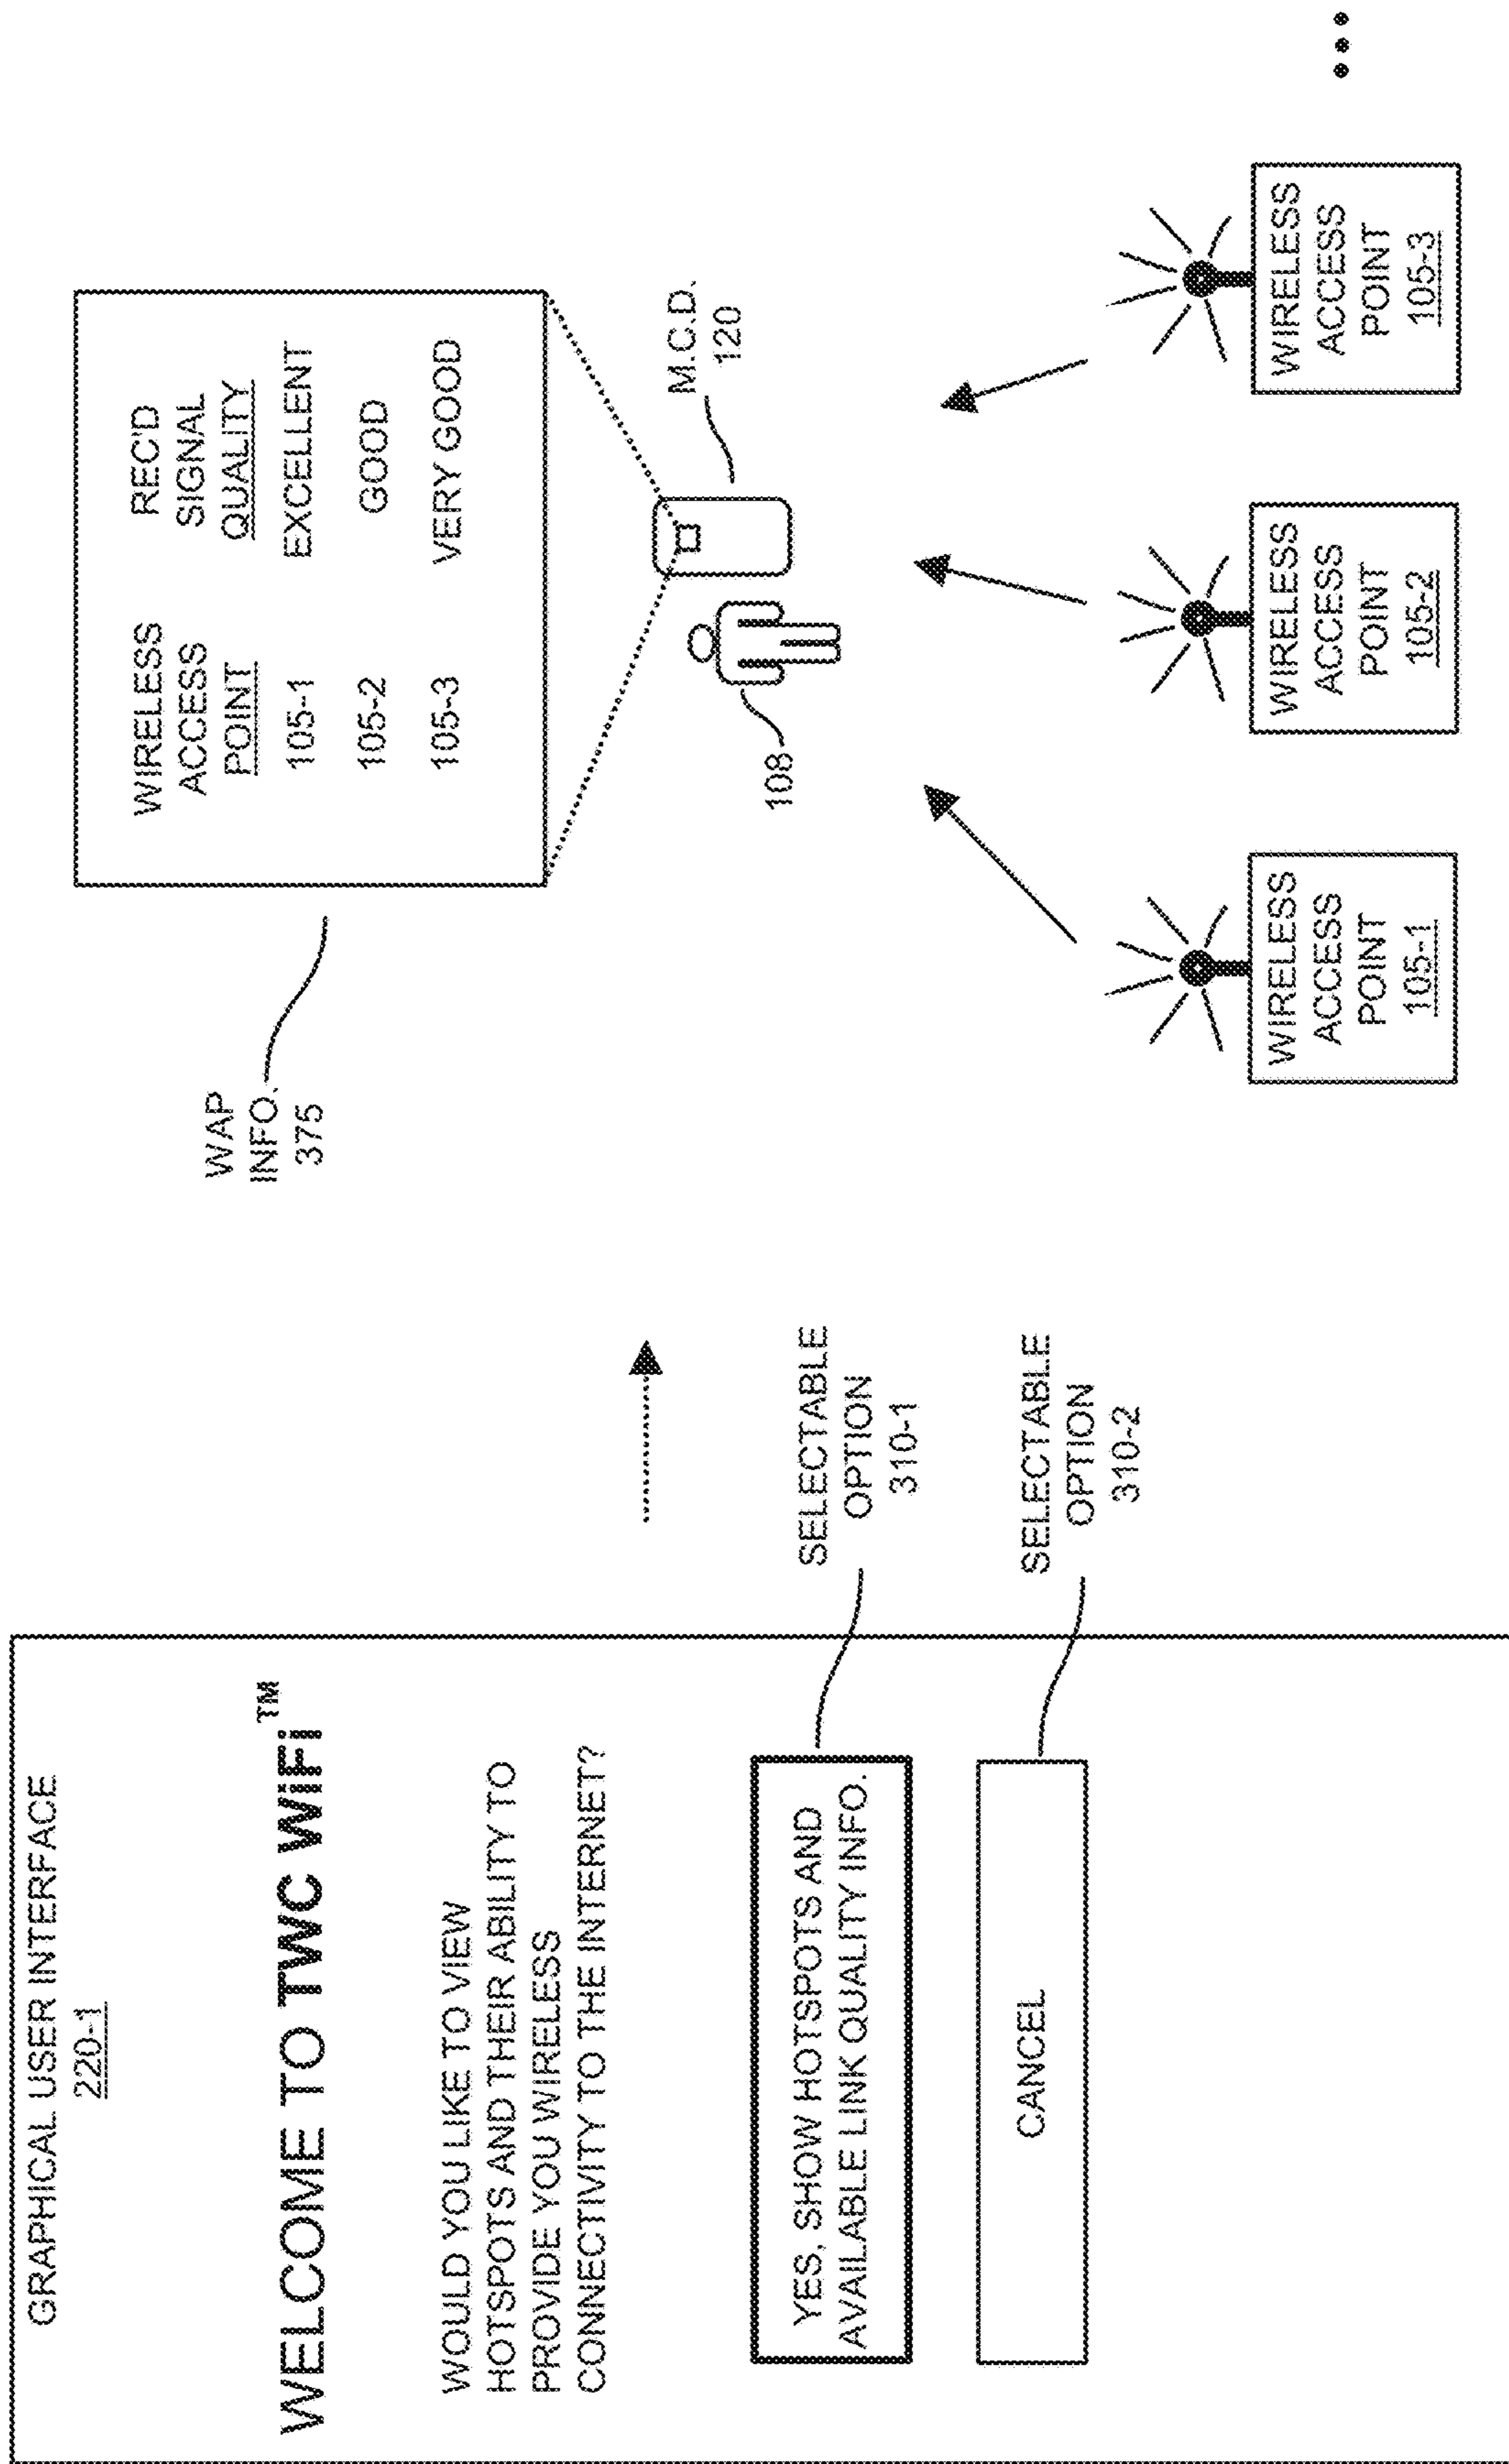 GRAPHICAL USER INTERFACE
220-1
WELCOME TO TWC WiFi™
WOULD YOU LIKE TO VIEW
HOTSPOTS AND THEIR ABILITY TO
PROVIDE YOU WIRELESS
CONNECTIVITY TO THE INTERNET?
YES, SHOW HOTSPOTS AND
AVAILABLE LINK QUALITY INFO.
CANCEL
SELECTABLE
OPTION
310-1
SELECTABLE
OPTION
310-2
WAP
INFO.
375
WIRELESS
ACCESS
POINT
REC'D
SIGNAL
QUALITY
105-1 EXCELLENT
105-2 GOOD
105-3 VERY GOOD
108
M.C.D.
120
WIRELESS
ACCESS
POINT
105-1
WIRELESS
ACCESS
POINT
105-2
WIRELESS
ACCESS
POINT
105-3